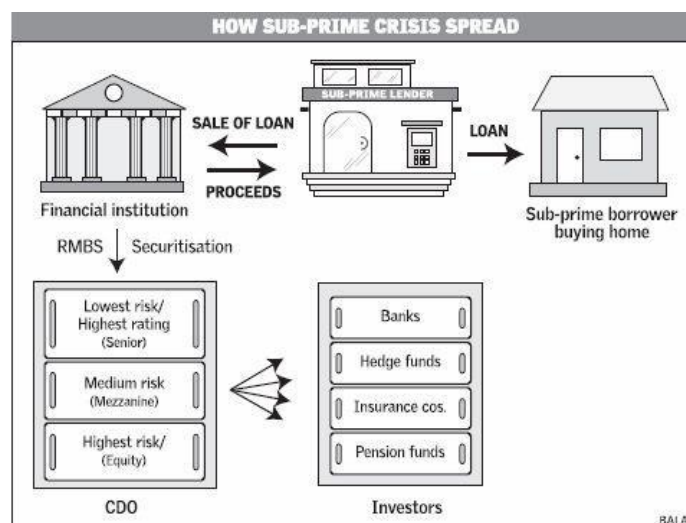 HOW SUB-PRIME CRISIS SPREAD
SUB-PRIME LENDER
SALE OF LOAN
PROCEEDS
LOAN
Financial institution
Sub-prime borrower
buying home
RMBS
Securitisation
Lowest risk/
Highest rating
(Senior)
Medium risk
(Mezzanine)
Highest risk/
(Equity)
CDO
Banks
Hedge funds
Insurance cos.
Pension funds
Investors
BALA